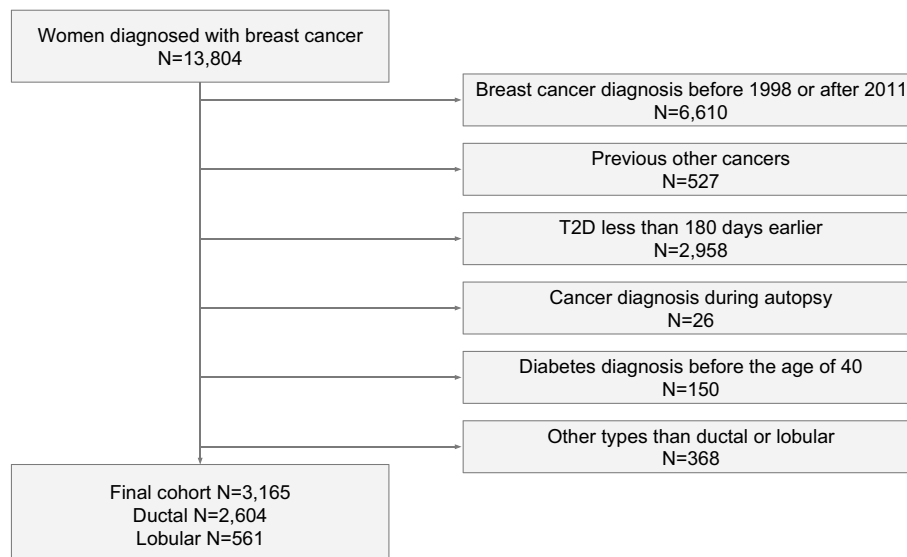 Women diagnosed with breast cancer
N=13,804
Breast cancer diagnosis before 1998 or after 2011
N=6,610
Previous other cancers
N=527
T2D less than 180 days earlier
N=2,958
Cancer diagnosis during autopsy
N=26
Diabetes diagnosis before the age of 40
N=150
Other types than ductal or lobular
N=368
Final cohort N=3,165
Ductal N=2,604
Lobular N=561